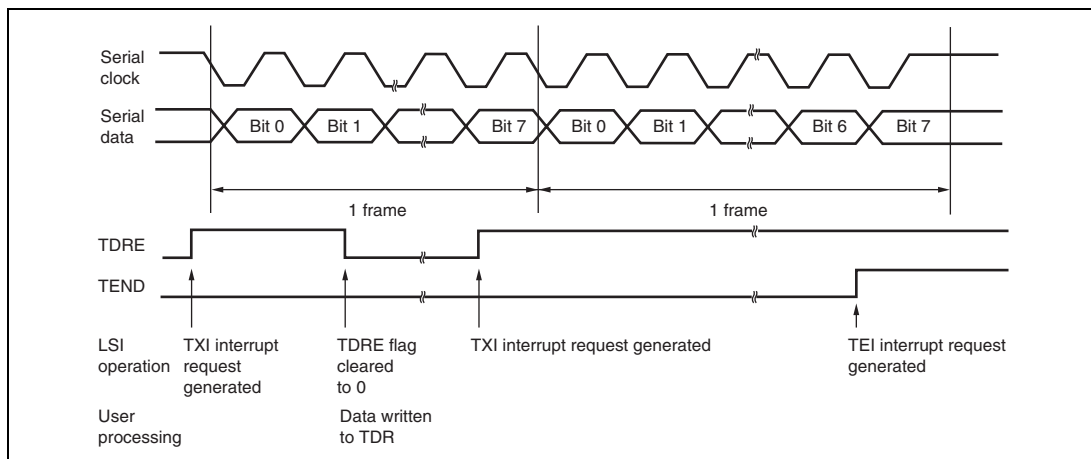 Serial
clock
Serial
data
Bit 0
Bit 1
Bit 7
Bit 0
Bit 1
Bit 6
Bit 7
1 frame
1 frame
TDRE
TEND
LSI
operation
TXI interrupt
request
generated
TDRE flag
cleared
to 0
TXI interrupt request generated
TEI interrupt request
generated
User
processing
Data written
to TDR